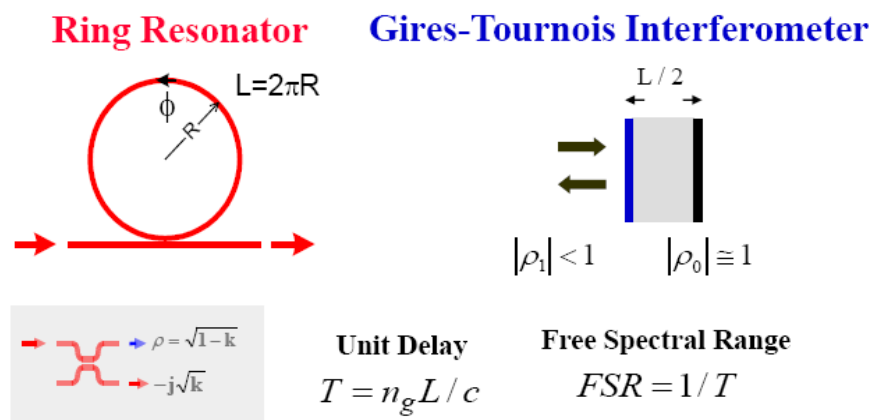 Ring Resonator
Gires-Tournois Interferometer
L=2πR
ϕ
R
L / 2
|ρ₁| < 1
|ρ₀| ≅ 1
ρ = √1−k
−j√k
Unit Delay
T = n_g L / c
Free Spectral Range
FSR = 1 / T